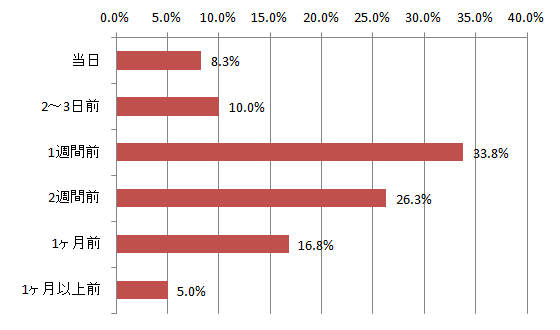 0.0% 5.0% 10.0% 15.0% 20.0% 25.0% 30.0% 35.0% 40.0%
当日 8.3%
2～3日前 10.0%
1週間前 33.8%
2週間前 26.3%
1ヶ月前 16.8%
1ヶ月以上前 5.0%